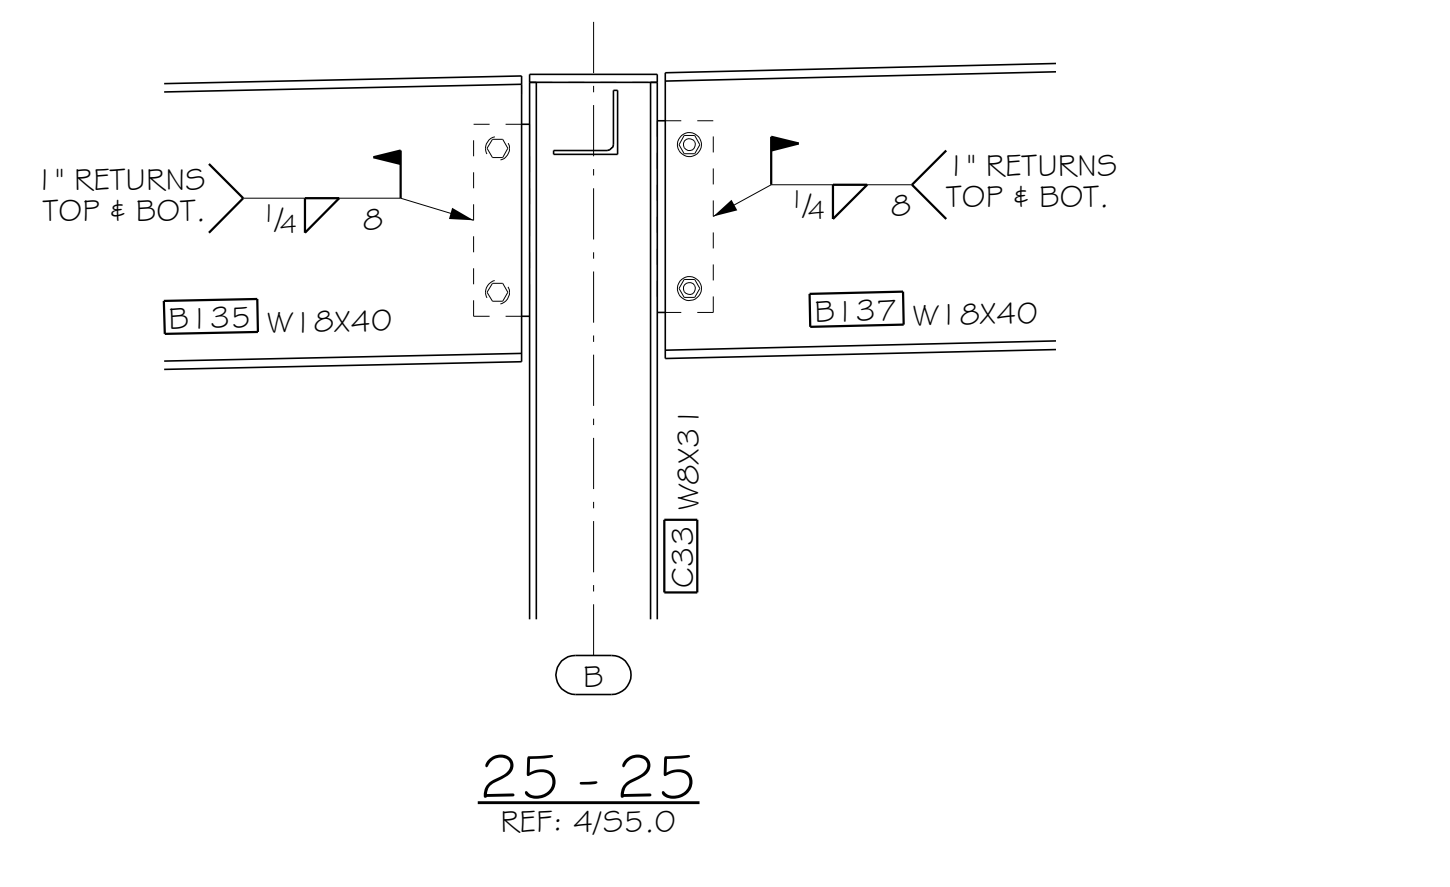 1" RETURNS
TOP & BOT.
1/4
8
1/4
8
1" RETURNS
TOP & BOT.
B135 W18X40
B137 W18X40
C33 W8X31
B
25 - 25
REF: 4/S5.0